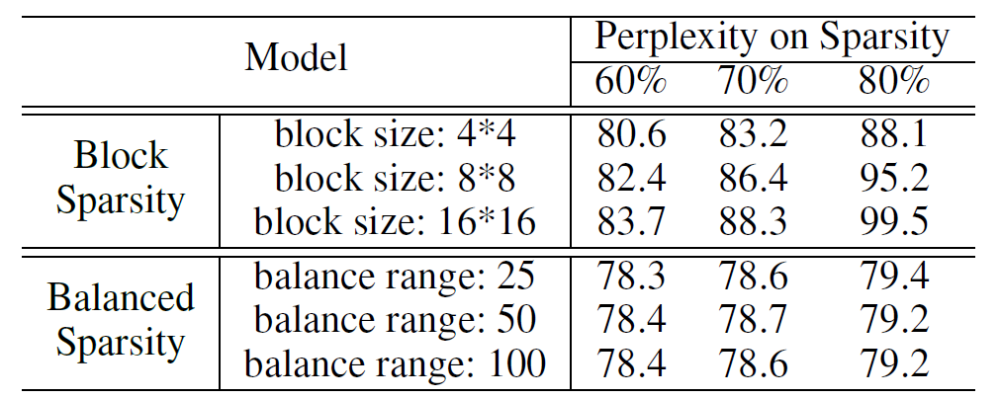 Model Perplexity on Sparsity
60% 70% 80%
Block Sparsity
block size: 4*4 80.6 83.2 88.1
block size: 8*8 82.4 86.4 95.2
block size: 16*16 83.7 88.3 99.5
Balanced Sparsity
balance range: 25 78.3 78.6 79.4
balance range: 50 78.4 78.7 79.2
balance range: 100 78.4 78.6 79.2